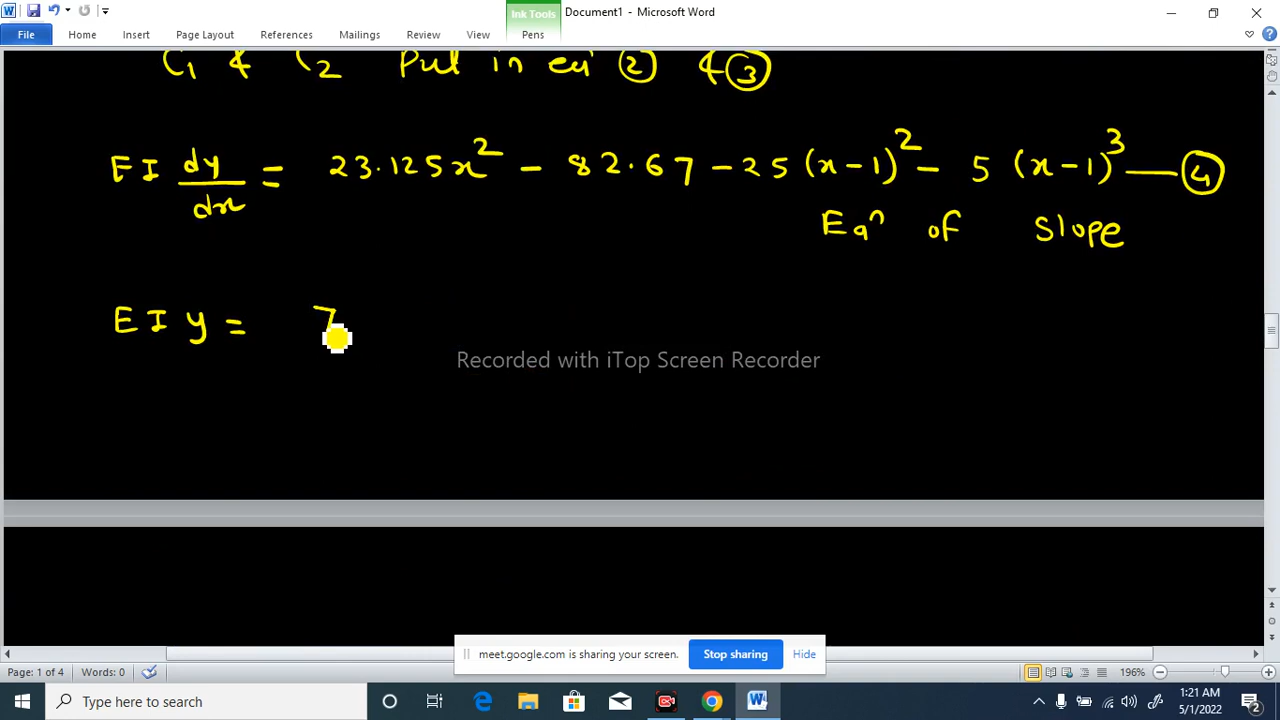 Document1 - Microsoft Word
Ink Tools
File Home Insert Page Layout References Mailings Review View Pens
C1 & C2 Put in eqn ② & ③
EI dy/dx = 23.125x² - 82.67 - 25(x-1)² - 5(x-1)³ — ④
Eqn of Slope
EI y = 7
Recorded with iTop Screen Recorder
meet.google.com is sharing your screen. Stop sharing Hide
Page: 1 of 4 Words: 0 196%
Type here to search
1:21 AM
5/1/2022
2